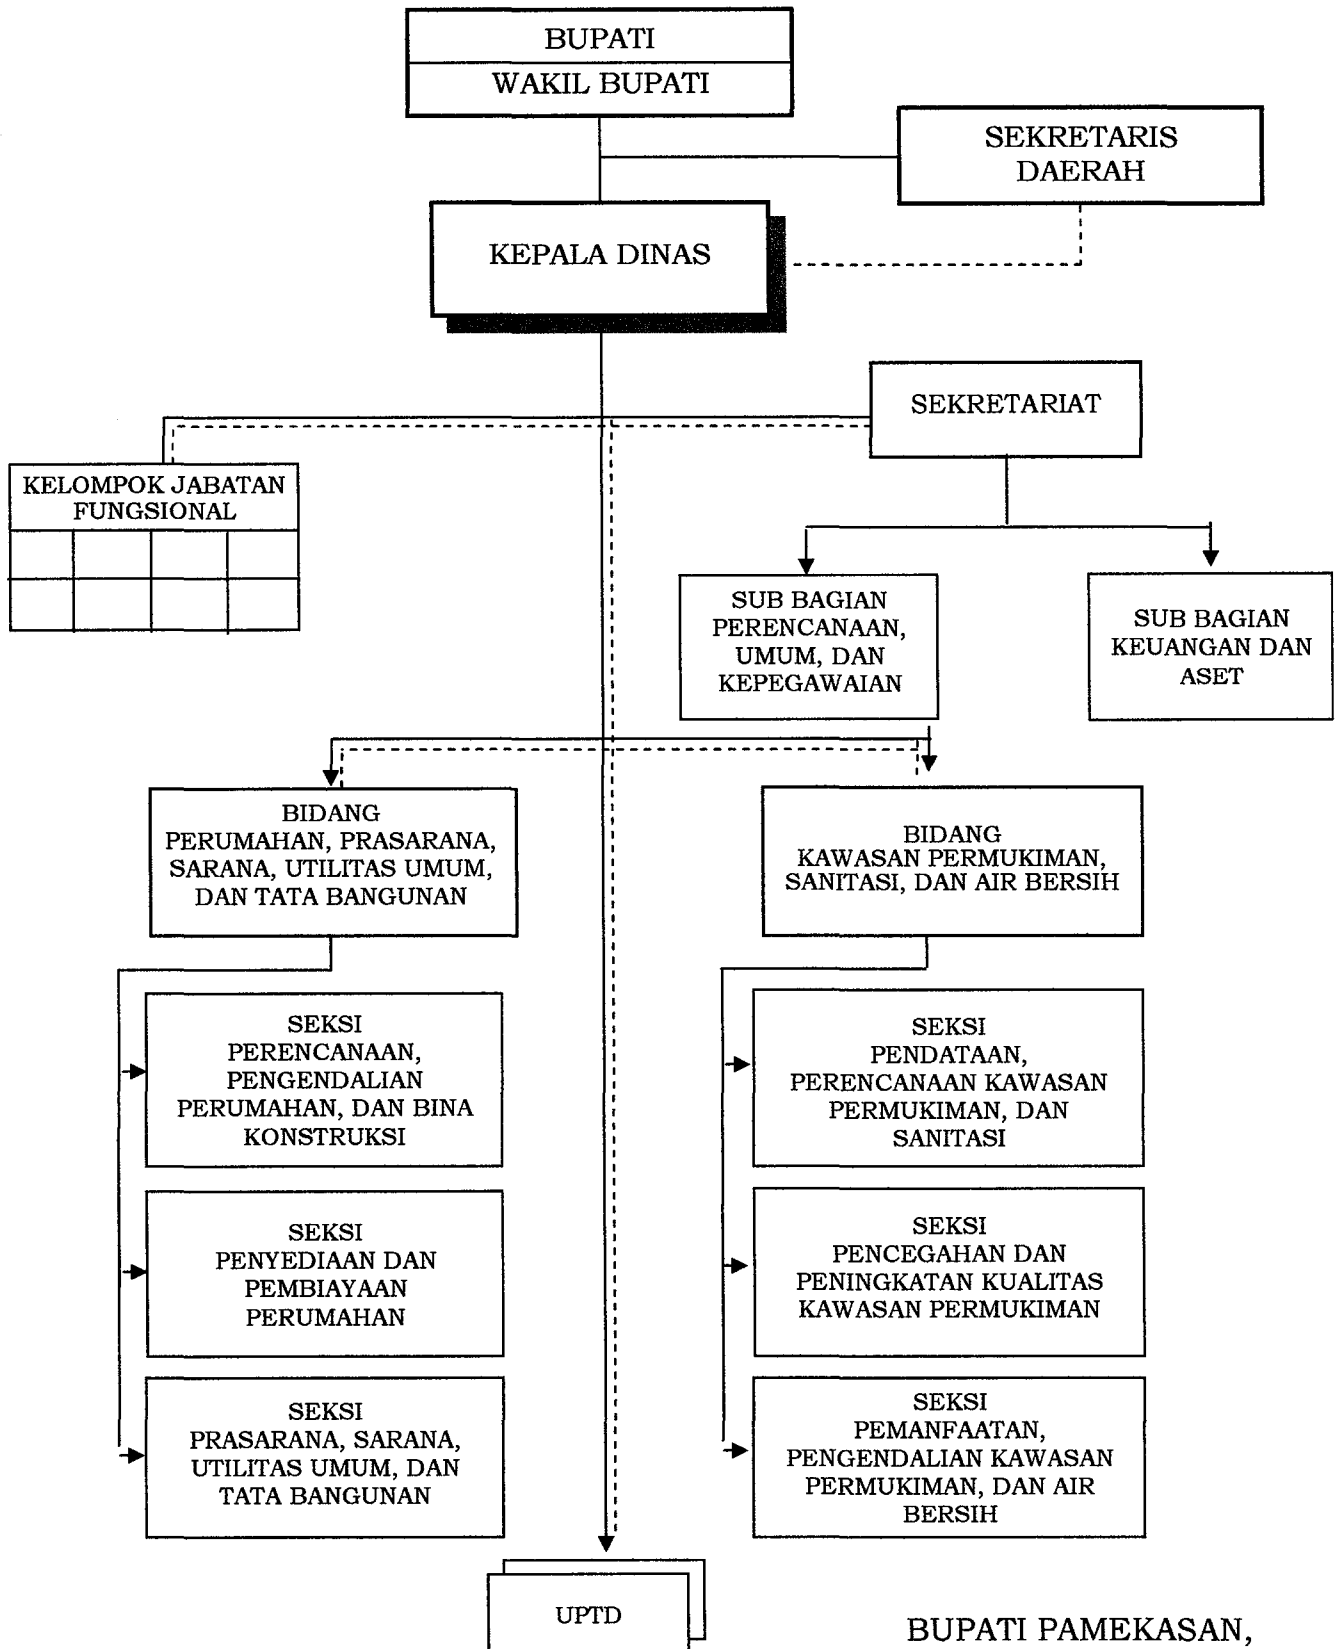 BUPATI
WAKIL BUPATI
SEKRETARIS
DAERAH
KEPALA DINAS
SEKRETARIAT
KELOMPOK JABATAN
FUNGSIONAL
SUB BAGIAN
PERENCANAAN,
UMUM, DAN
KEPEGAWAIAN
SUB BAGIAN
KEUANGAN DAN
ASET
BIDANG
PERUMAHAN, PRASARANA,
SARANA, UTILITAS UMUM,
DAN TATA BANGUNAN
BIDANG
KAWASAN PERMUKIMAN,
SANITASI, DAN AIR BERSIH
SEKSI
PERENCANAAN,
PENGENDALIAN
PERUMAHAN, DAN BINA
KONSTRUKSI
SEKSI
PENDATAAN,
PERENCANAAN KAWASAN
PERMUKIMAN, DAN
SANITASI
SEKSI
PENYEDIAAN DAN
PEMBIAYAAN
PERUMAHAN
SEKSI
PENCEGAHAN DAN
PENINGKATAN KUALITAS
KAWASAN PERMUKIMAN
SEKSI
PRASARANA, SARANA,
UTILITAS UMUM, DAN
TATA BANGUNAN
SEKSI
PEMANFAATAN,
PENGENDALIAN KAWASAN
PERMUKIMAN, DAN AIR
BERSIH
UPTD
BUPATI PAMEKASAN,